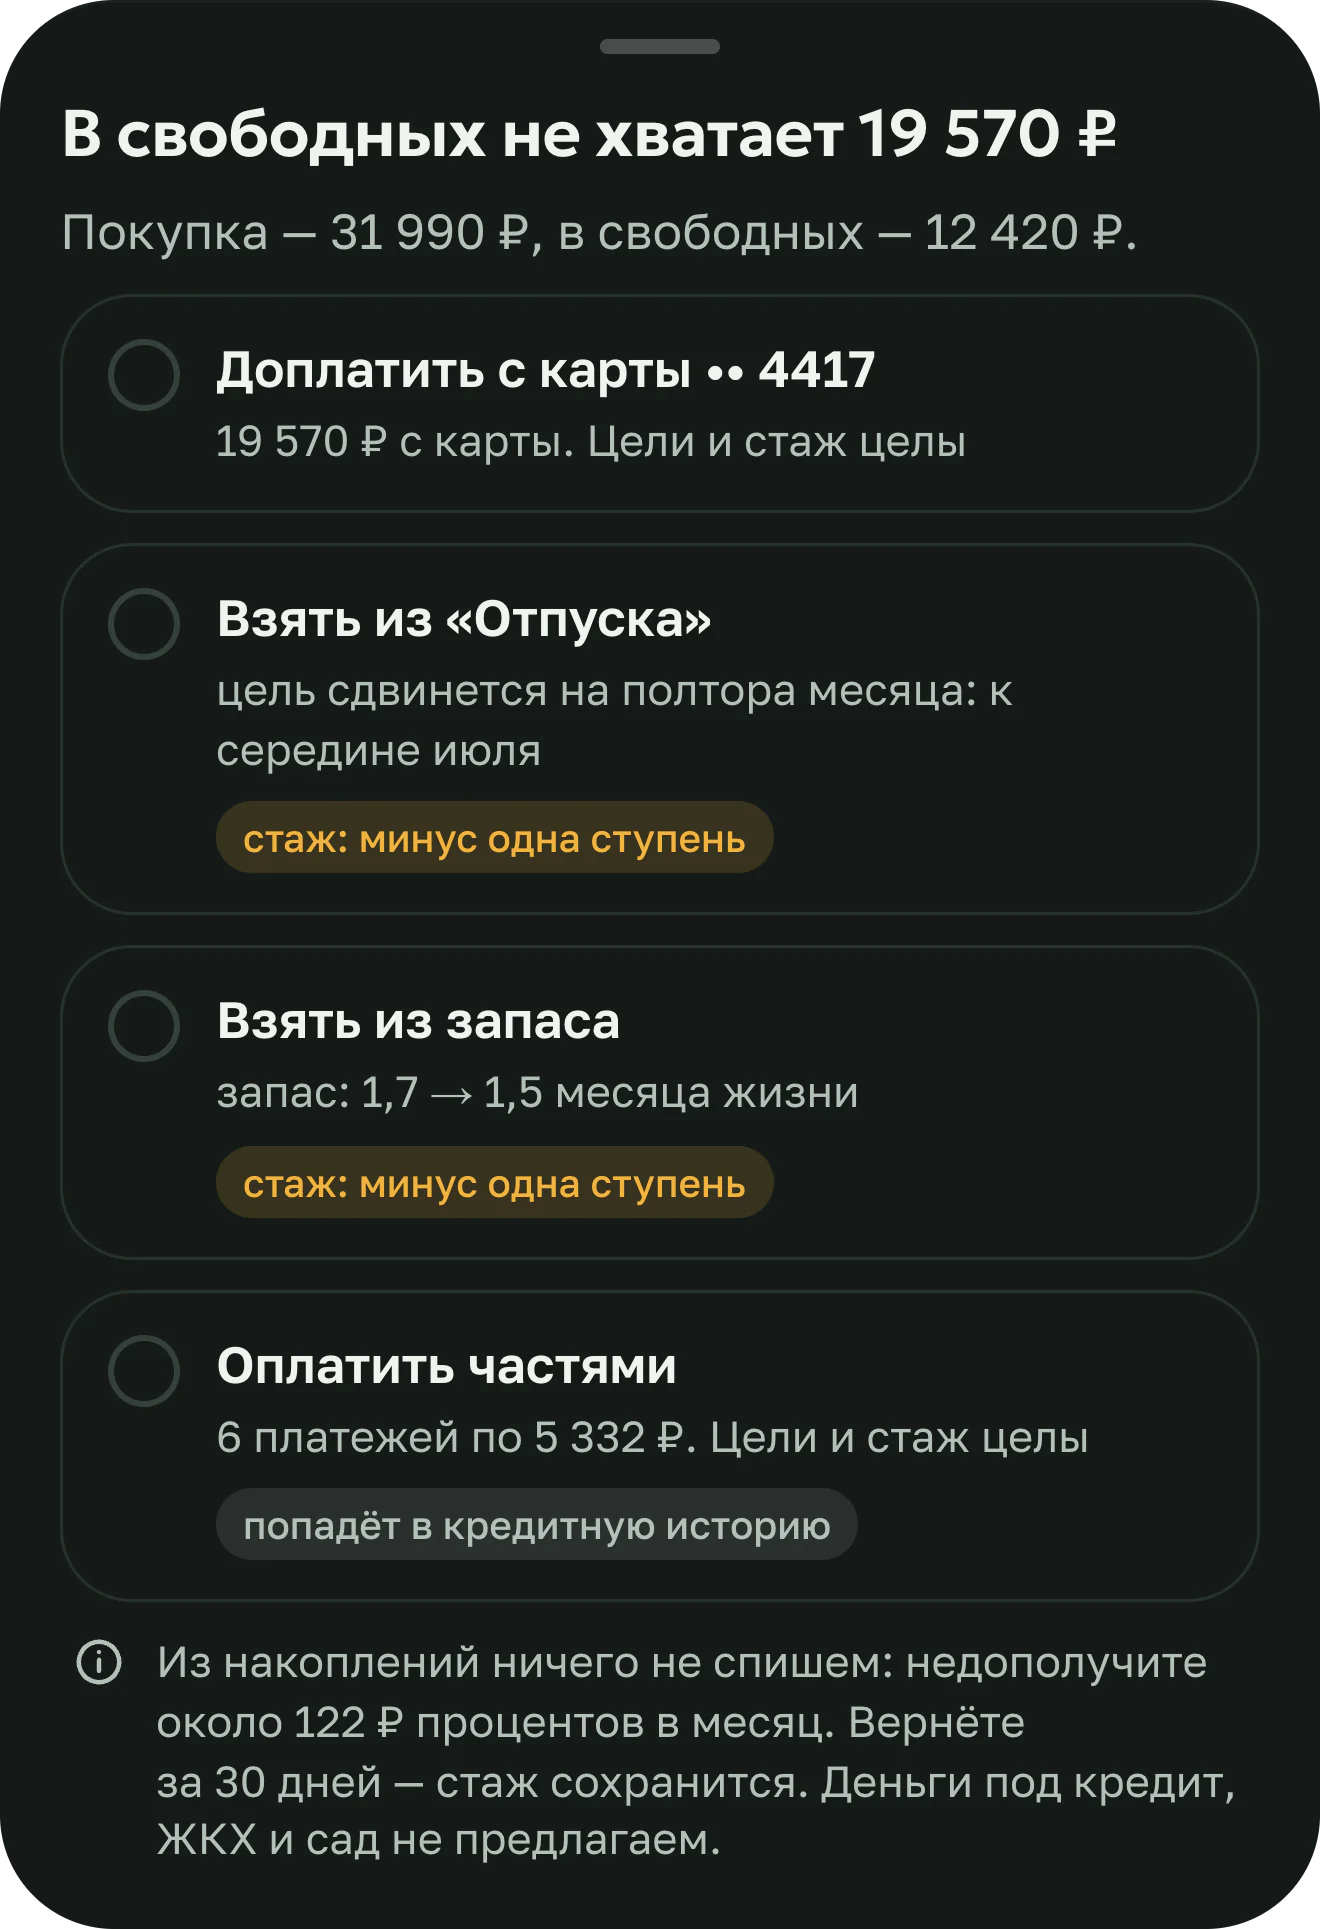 В свободных не хватает 19 570 ₽
Покупка — 31 990 ₽, в свободных — 12 420 ₽.
Доплатить с карты •• 4417
19 570 ₽ с карты. Цели и стаж целы
Взять из «Отпуска»
цель сдвинется на полтора месяца: к
середине июля
стаж: минус одна ступень
Взять из запаса
запас: 1,7 → 1,5 месяца жизни
стаж: минус одна ступень
Оплатить частями
6 платежей по 5 332 ₽. Цели и стаж целы
попадёт в кредитную историю
Из накоплений ничего не спишем: недополучите
около 122 ₽ процентов в месяц. Вернёте
за 30 дней — стаж сохранится. Деньги под кредит,
ЖКХ и сад не предлагаем.